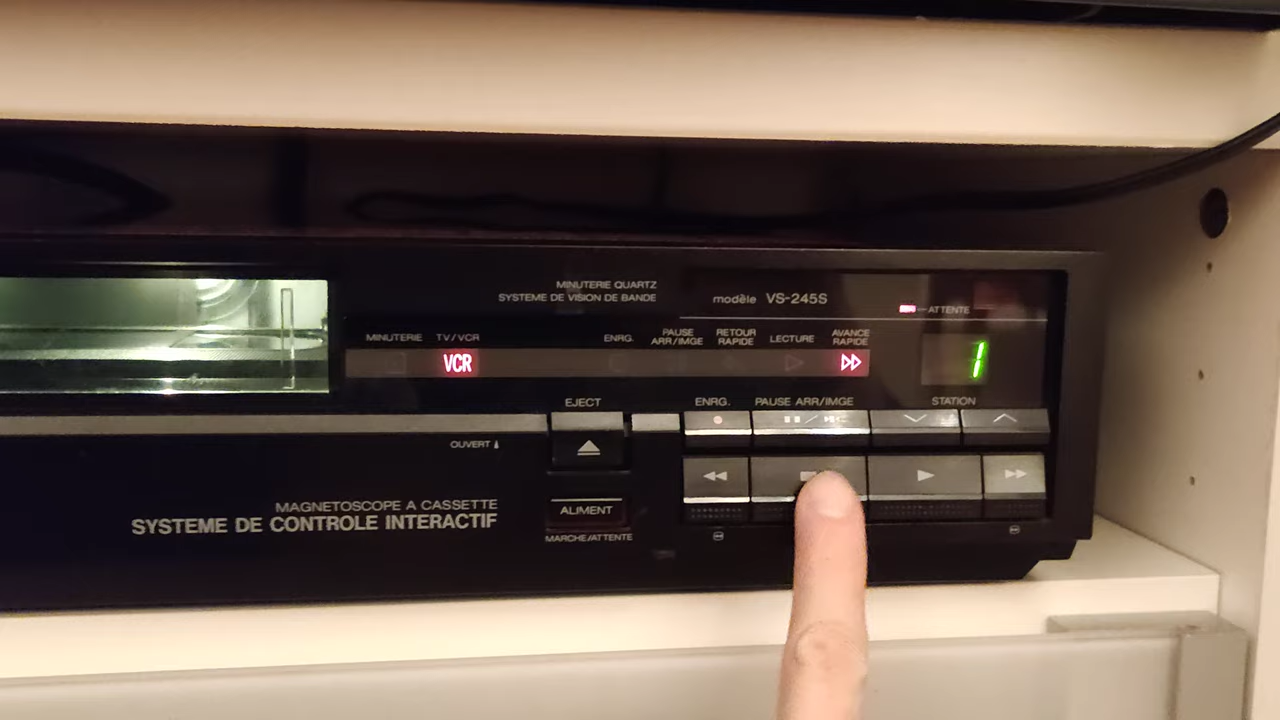 MINUTERIE QUARTZ
SYSTEME DE VISION DE BANDE
modèle VS-245S
ATTENTE
MINUTERIE TV/VCR ENRG. PAUSE ARR/IMGE RETOUR RAPIDE LECTURE AVANCE RAPIDE
VCR
1
EJECT ENRG. PAUSE ARR/IMGE STATION
OUVERT
MAGNETOSCOPE A CASSETTE
SYSTEME DE CONTROLE INTERACTIF
ALIMENT
MARCHE/ATTENTE